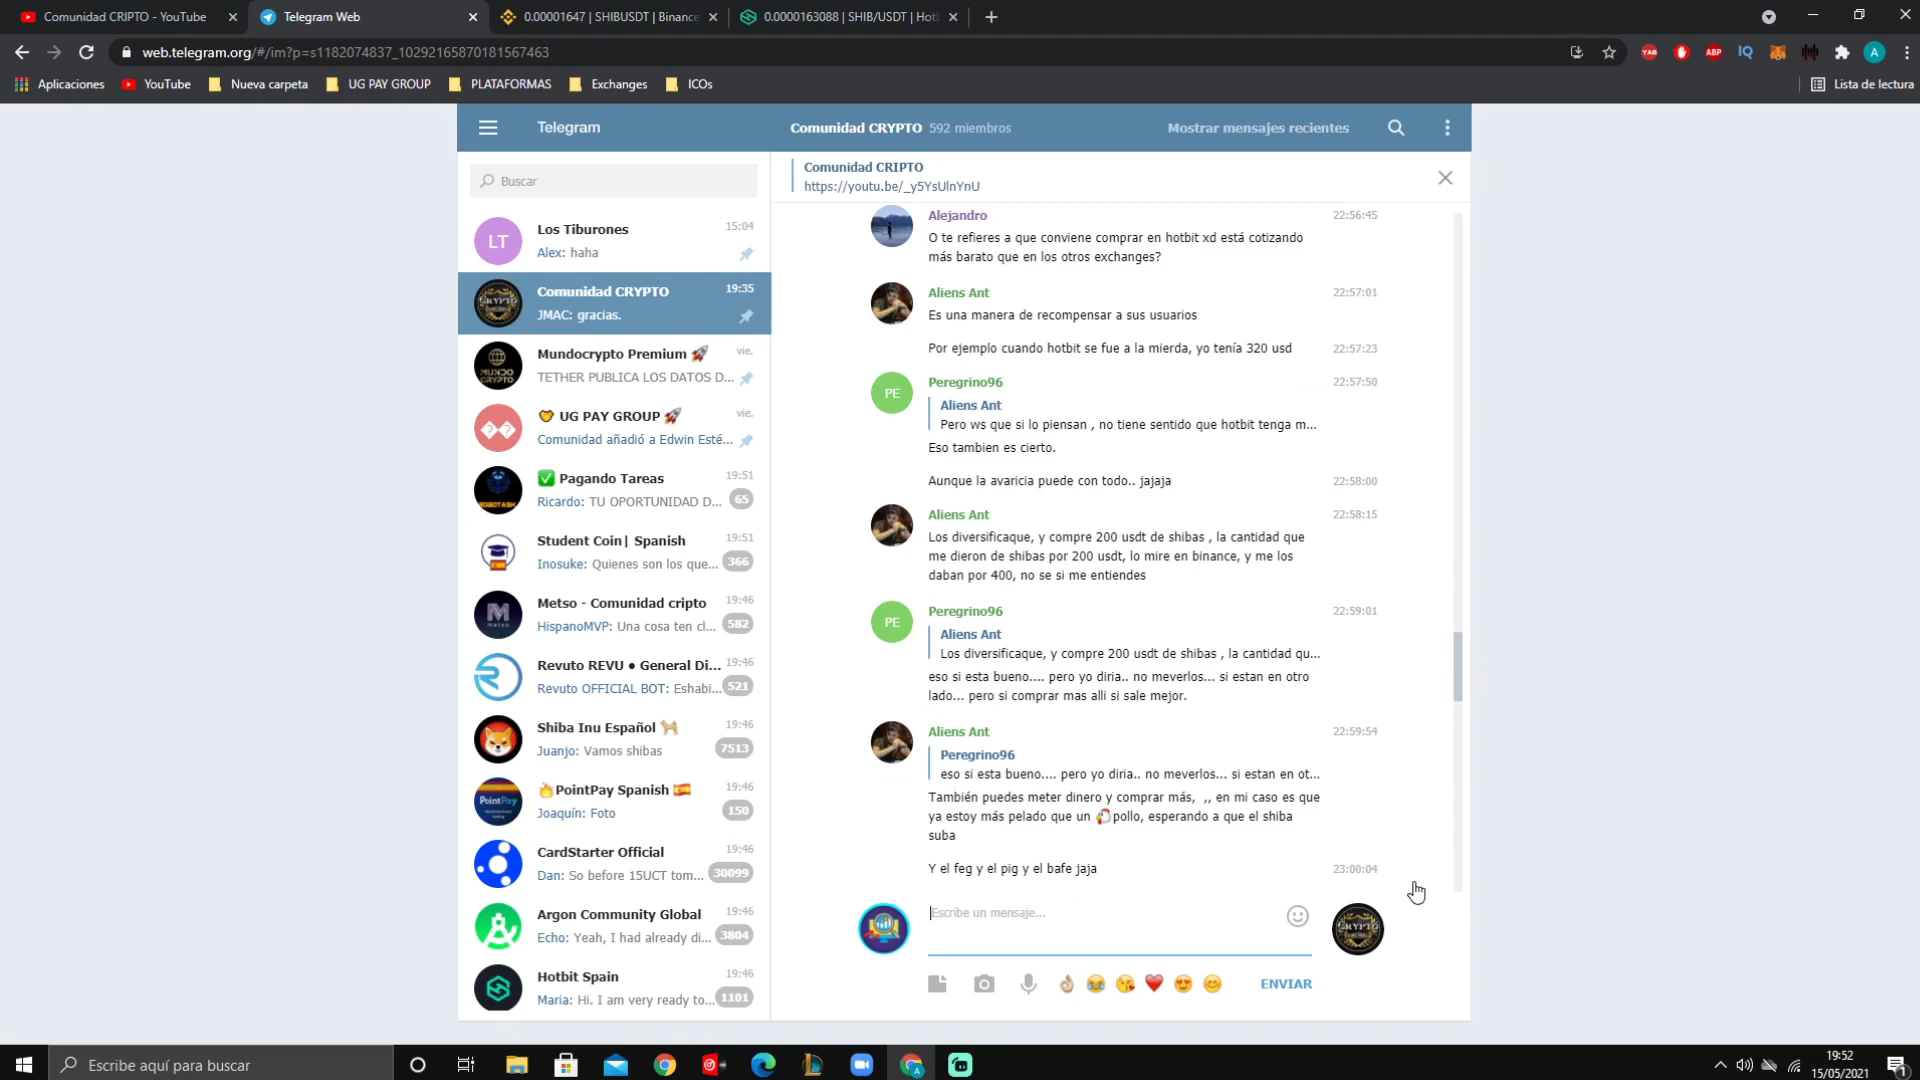 Comunidad CRIPTO - YouTube
Telegram Web
0.00001647 | SHIBUSDT | Binance
0.0000163088 | SHIB/USDT | Hot
web.telegram.org/#/im?p=s1182074837_10292165870181567463
YAB
ABP
IQ
A
Aplicaciones
YouTube
Nueva carpeta
UG PAY GROUP
PLATAFORMAS
Exchanges
ICOs
Lista de lectura
Telegram
Comunidad CRYPTO 592 miembros
Mostrar mensajes recientes
Buscar
LT
Los Tiburones
15:04
Alex: haha
Comunidad CRYPTO
19:35
JMAC: gracias.
Mundocrypto Premium 🚀
vie.
TETHER PUBLICA LOS DATOS D...
UG PAY GROUP 🚀
vie.
Comunidad añadió a Edwin Esté...
✅ Pagando Tareas
19:51
Ricardo: TU OPORTUNIDAD D...
65
Student Coin| Spanish
19:51
Inosuke: Quienes son los que...
366
Metso - Comunidad cripto
19:46
HispanoMVP: Una cosa ten cl...
582
Revuto REVU ● General Di...
19:46
Revuto OFFICIAL BOT: Eshabi...
521
Shiba Inu Español 🐕
19:46
Juanjo: Vamos shibas
7513
🔥PointPay Spanish 🇪🇸
19:46
Joaquín: Foto
150
CardStarter Official
19:46
Dan: So before 15UCT tom...
30099
Argon Community Global
19:46
Echo: Yeah, I had already di...
3804
Hotbit Spain
19:46
Maria: Hi. I am very ready to...
1101
Comunidad CRIPTO
https://youtu.be/_y5YsUlnYnU
Alejandro
22:56:45
O te refieres a que conviene comprar en hotbit xd está cotizando
más barato que en los otros exchanges?
Aliens Ant
22:57:01
Es una manera de recompensar a sus usuarios
Por ejemplo cuando hotbit se fue a la mierda, yo tenía 320 usd
22:57:23
PE
Peregrino96
22:57:50
Aliens Ant
Pero ws que si lo piensan , no tiene sentido que hotbit tenga m...
Eso tambien es cierto.
Aunque la avaricia puede con todo.. jajaja
22:58:00
Aliens Ant
22:58:15
Los diversificaque, y compre 200 usdt de shibas , la cantidad que
me dieron de shibas por 200 usdt, lo mire en binance, y me los
daban por 400, no se si me entiendes
PE
Peregrino96
22:59:01
Aliens Ant
Los diversificaque, y compre 200 usdt de shibas , la cantidad qu...
eso si esta bueno.... pero yo diria.. no meverlos... si estan en otro
lado... pero si comprar mas alli si sale mejor.
Aliens Ant
22:59:54
Peregrino96
eso si esta bueno.... pero yo diria.. no meverlos... si estan en ot...
También puedes meter dinero y comprar más, ,, en mi caso es que
ya estoy más pelado que un 🐔pollo, esperando a que el shiba
suba
Y el feg y el pig y el bafe jaja
23:00:04
Escribe un mensaje...
ENVIAR
Escribe aquí para buscar
19:52
15/05/2021
1